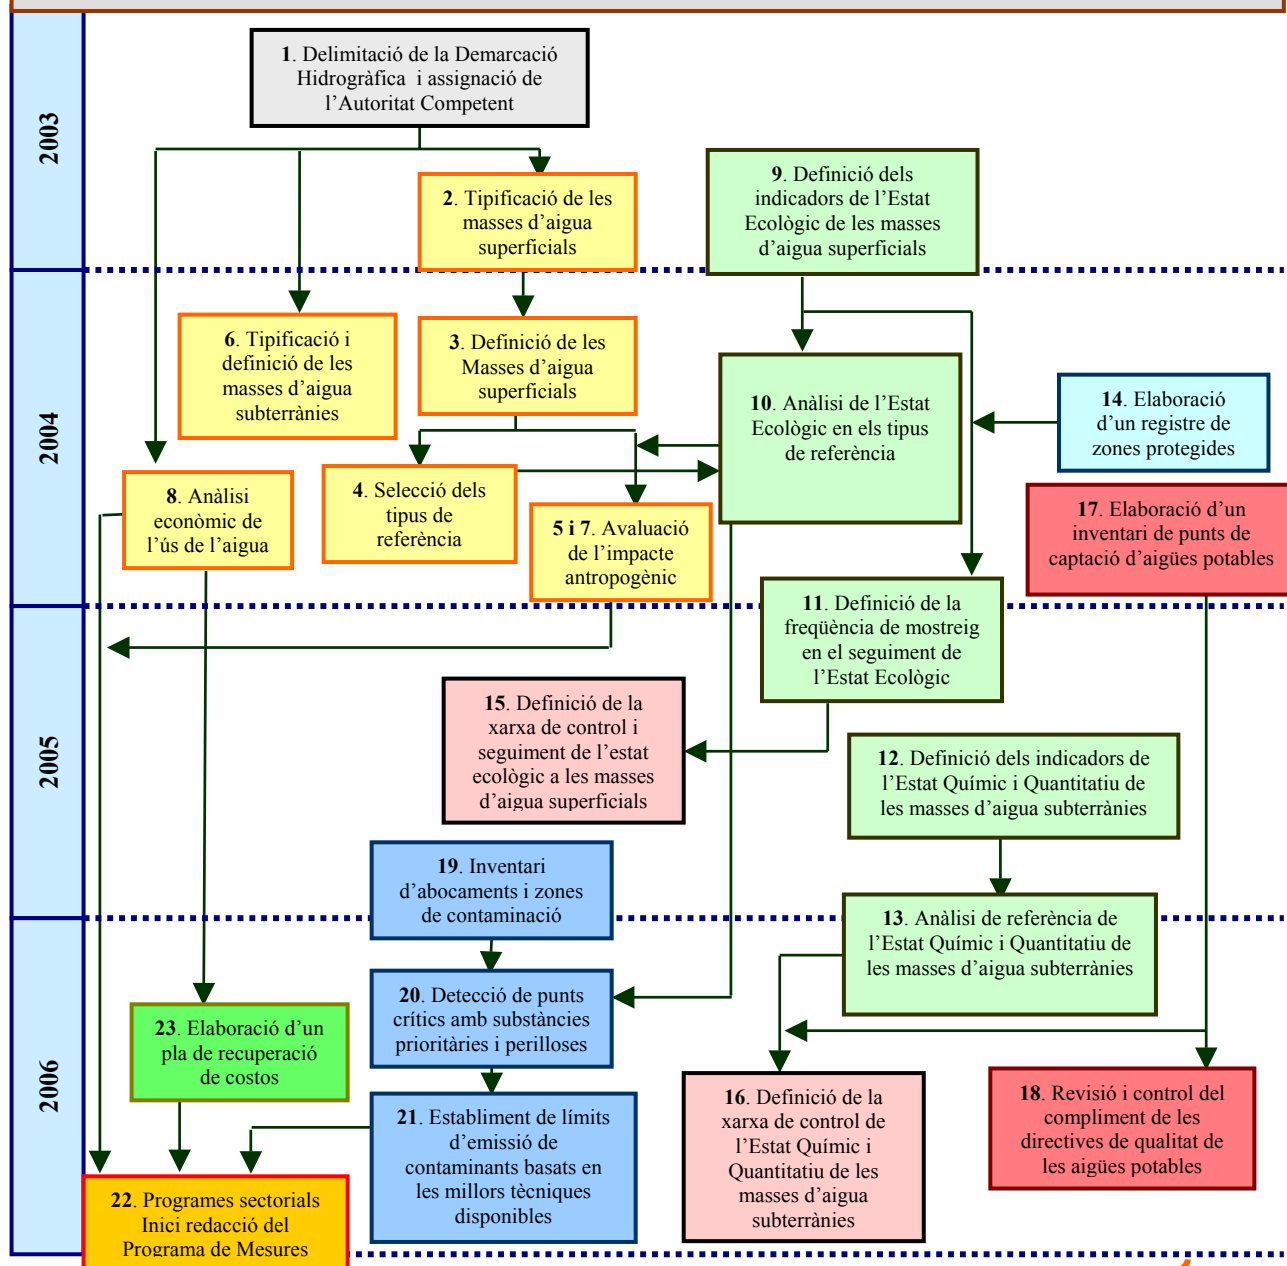 2003
1. Delimitació de la Demarcació
Hidrogràfica i assignació de
l’Autoritat Competent
2. Tipificació de les
masses d’aigua
superficials
9. Definició dels
indicadors de l’Estat
Ecològic de les masses
d’aigua superficials
2004
6. Tipificació i
definició de les
masses d’aigua
subterrànies
3. Definició de les
Masses d’aigua
superficials
10. Anàlisi de l’Estat
Ecològic en els tipus
de referència
14. Elaboració
d’un registre de
zones protegides
8. Anàlisi
econòmic de
l’ús de l’aigua
4. Selecció dels
tipus de
referència
5 i 7. Avaluació
de l’impacte
antropogènic
17. Elaboració d’un
inventari de punts de
captació d’aigües potables
11. Definició de la
freqüència de mostreig
en el seguiment de
l’Estat Ecològic
2005
15. Definició de la
xarxa de control i
seguiment de l’estat
ecològic a les masses
d’aigua superficials
12. Definició dels indicadors de
l’Estat Químic i Quantitatiu de
les masses d’aigua subterrànies
19. Inventari
d’abocaments i zones
de contaminació
13. Anàlisi de referència de
l’Estat Químic i Quantitatiu de
les masses d’aigua subterrànies
2006
23. Elaboració d’un
pla de recuperació
de costos
20. Detecció de punts
crítics amb substàncies
prioritàries i perilloses
16. Definició de la
xarxa de control de
l’Estat Químic i
Quantitatiu de les
masses d’aigua
subterrànies
18. Revisió i control del
compliment de les
directives de qualitat de
les aigües potables
21. Establiment de límits
d’emissió de
contaminants basats en
les millors tècniques
disponibles
22. Programes sectorials
Inici redacció del
Programa de Mesures